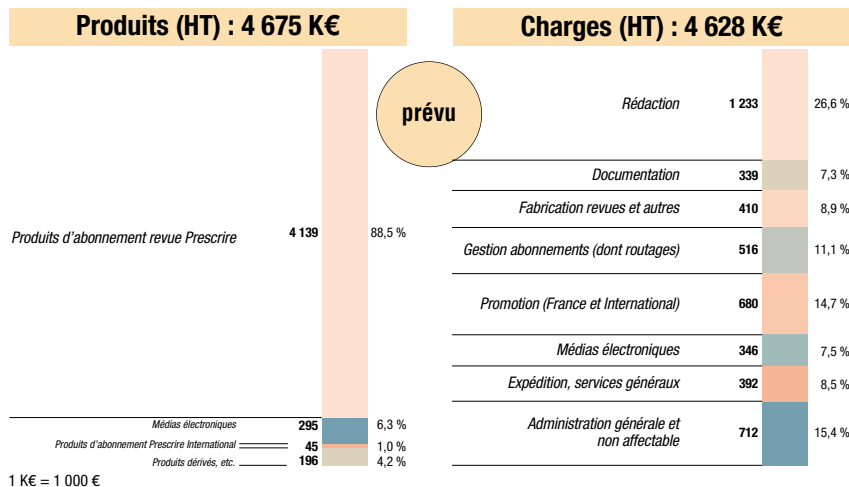 Produits (HT) : 4 675 K€
Produits d'abonnement revue Prescrire 4 139 88,5 %
Médias électroniques 295 6,3 %
Produits d'abonnement Prescrire International 45 1,0 %
Produits dérivés, etc. 196 4,2 %
1 K€ = 1 000 €
prévu
Charges (HT) : 4 628 K€
Rédaction 1 233 26,6 %
Documentation 339 7,3 %
Fabrication revues et autres 410 8,9 %
Gestion abonnements (dont routages) 516 11,1 %
Promotion (France et International) 680 14,7 %
Médias électroniques 346 7,5 %
Expédition, services généraux 392 8,5 %
Administration générale et
non affectable 712 15,4 %